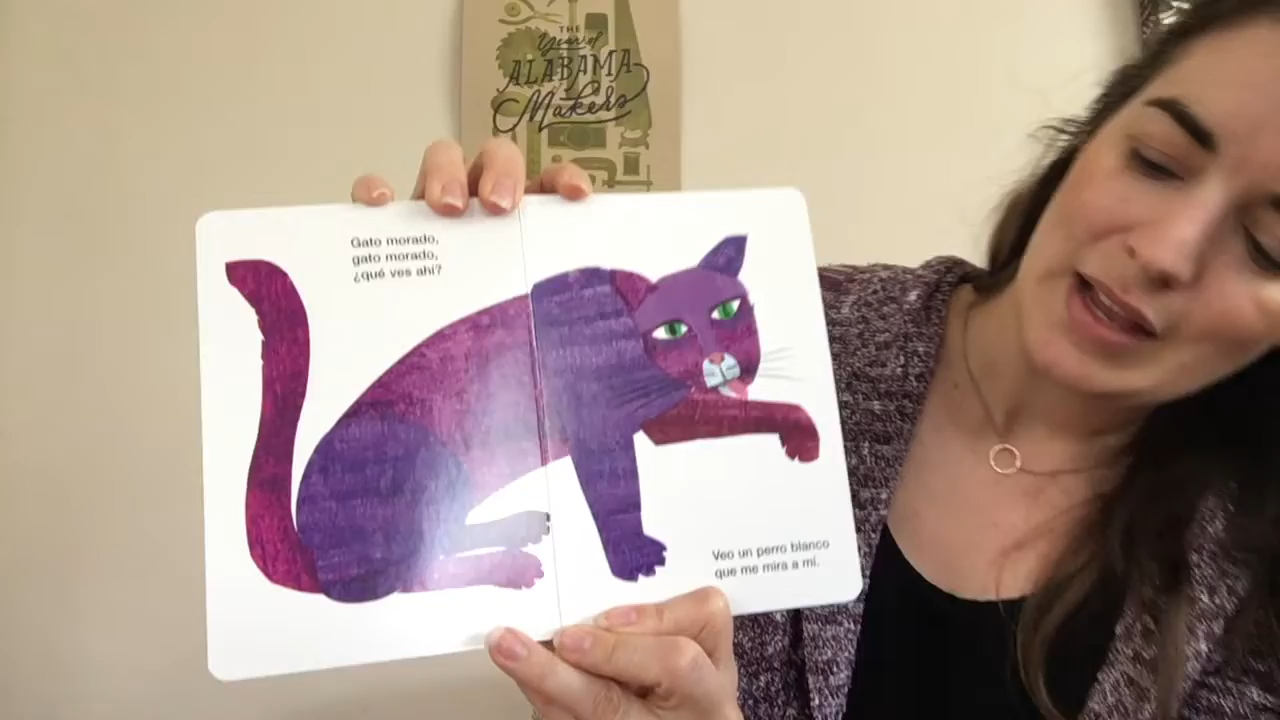 THE
Year of
ALABAMA
Makers
Gato morado,
gato morado,
¿qué ves ahí?
Veo un perro blanco
que me mira a mí.